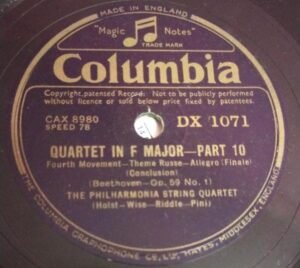 MADE IN ENGLAND
"Magic Notes"
TRADE MARK
Columbia
Copyright.patented Record: Not to be publicly performed
without licence or sold below price fixed by patentees.
CAX 8980
SPEED 78
DX 1071
QUARTET IN F MAJOR—PART 10
Fourth Movement—Theme Russe—Allegro (Finale)
(Conclusion)
(Beethoven—Op. 59 No. 1)
THE PHILHARMONIA STRING QUARTET
(Holst—Wise—Riddle—Pini)
THE COLUMBIA GRAPHOPHONE CO., LTD., HAYES, MIDDLESEX, ENGLAND.